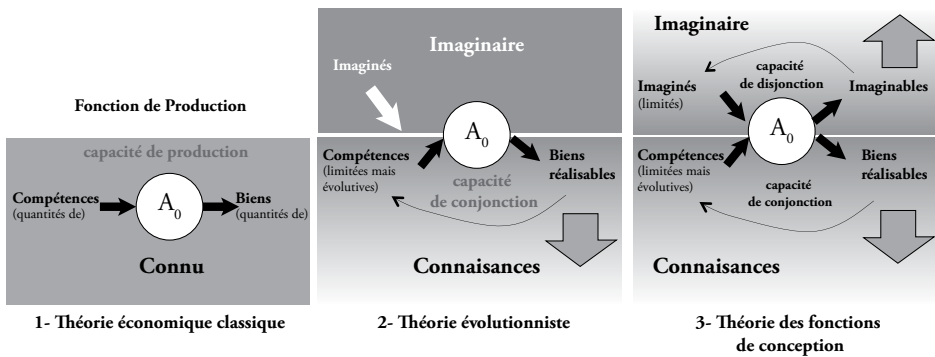 Fonction de Production
capacité de production
Compétences
(quantités de)
A0
Biens
(quantités de)
Connu
1- Théorie économique classique
Imaginaire
Imaginés
A0
Compétences
(limitées mais
évolutives)
Biens
réalisables
capacité
de conjonction
Connaisances
2- Théorie évolutionniste
Imaginaire
capacité
de disjonction
Imaginés
(limités)
Imaginables
A0
Compétences
(limitées mais
évolutives)
Biens
réalisables
capacité
de conjonction
Connaisances
3- Théorie des fonctions
de conception